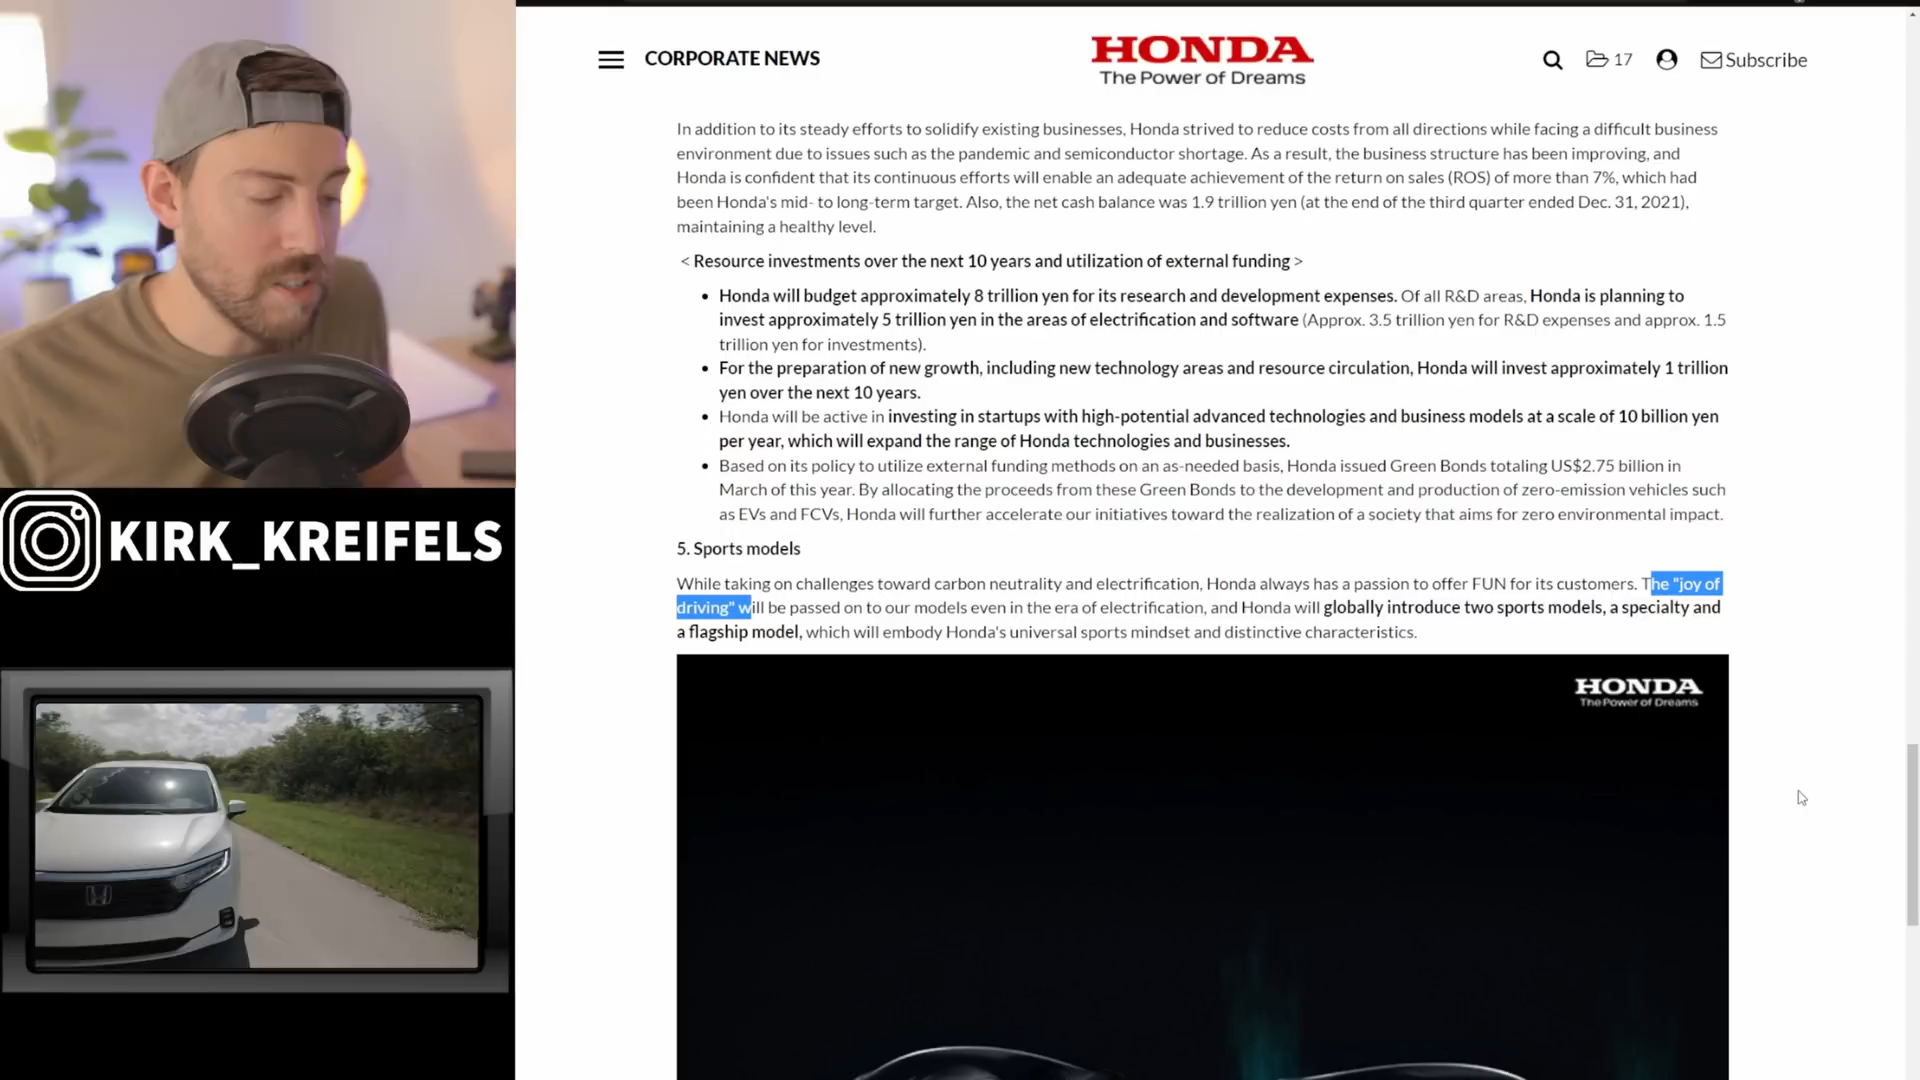 CORPORATE NEWS
HONDA
The Power of Dreams
17
Subscribe
In addition to its steady efforts to solidify existing businesses, Honda strived to reduce costs from all directions while facing a difficult business
environment due to issues such as the pandemic and semiconductor shortage. As a result, the business structure has been improving, and
Honda is confident that its continuous efforts will enable an adequate achievement of the return on sales (ROS) of more than 7%, which had
been Honda's mid- to long-term target. Also, the net cash balance was 1.9 trillion yen (at the end of the third quarter ended Dec. 31, 2021),
maintaining a healthy level.
< Resource investments over the next 10 years and utilization of external funding >
• Honda will budget approximately 8 trillion yen for its research and development expenses. Of all R&D areas, Honda is planning to
invest approximately 5 trillion yen in the areas of electrification and software (Approx. 3.5 trillion yen for R&D expenses and approx. 1.5
trillion yen for investments).
• For the preparation of new growth, including new technology areas and resource circulation, Honda will invest approximately 1 trillion
yen over the next 10 years.
• Honda will be active in investing in startups with high-potential advanced technologies and business models at a scale of 10 billion yen
per year, which will expand the range of Honda technologies and businesses.
• Based on its policy to utilize external funding methods on an as-needed basis, Honda issued Green Bonds totaling US$2.75 billion in
March of this year. By allocating the proceeds from these Green Bonds to the development and production of zero-emission vehicles such
as EVs and FCVs, Honda will further accelerate our initiatives toward the realization of a society that aims for zero environmental impact.
5. Sports models
While taking on challenges toward carbon neutrality and electrification, Honda always has a passion to offer FUN for its customers. The "joy of
driving" will be passed on to our models even in the era of electrification, and Honda will globally introduce two sports models, a specialty and
a flagship model, which will embody Honda's universal sports mindset and distinctive characteristics.
HONDA
The Power of Dreams
KIRK_KREIFELS